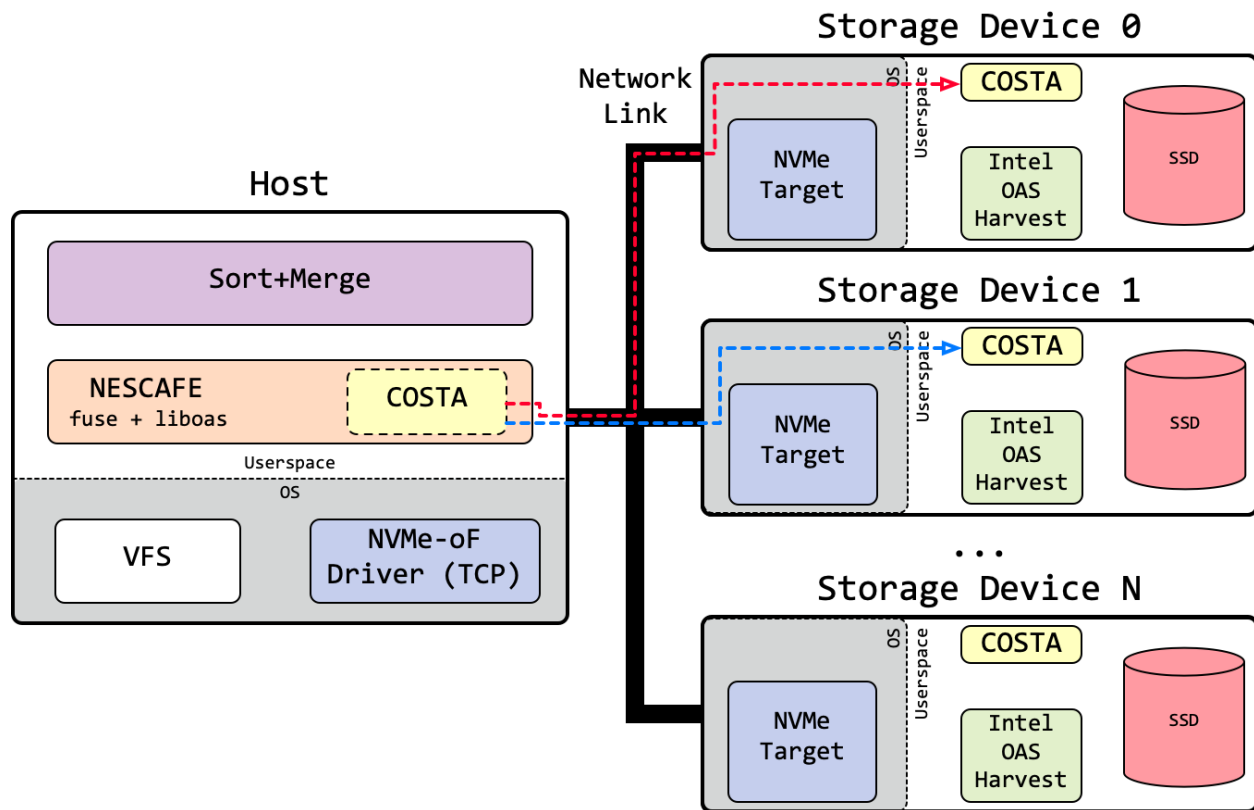 Host
Sort+Merge
NESCAFE
fuse + liboas
COSTA
Userspace
OS
VFS
NVMe-oF
Driver (TCP)
Network
Link
Storage Device 0
OS
Userspace
NVMe
Target
COSTA
Intel
OAS
Harvest
SSD
Storage Device 1
OS
Userspace
NVMe
Target
COSTA
Intel
OAS
Harvest
SSD
...
Storage Device N
OS
Userspace
NVMe
Target
COSTA
Intel
OAS
Harvest
SSD